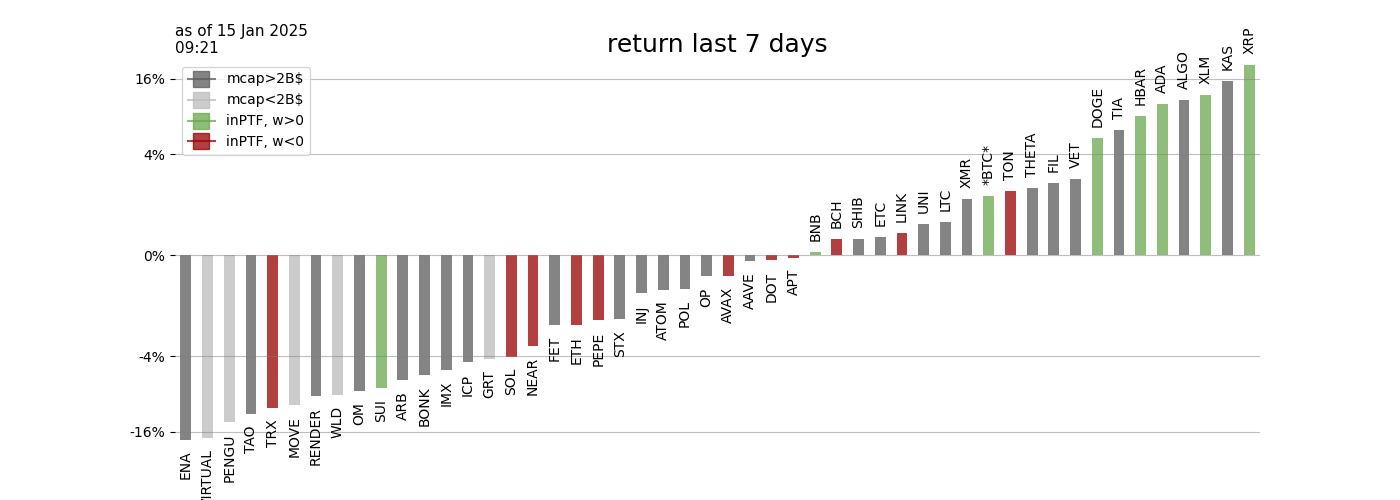 as of 15 Jan 2025
09:21
return last 7 days
mcap>2B$
mcap<2B$
inPTF, w>0
inPTF, w<0
16%
4%
0%
-4%
-16%
ENA
VIRTUAL
PENGU
TAO
TRX
MOVE
RENDER
WLD
OM
SUI
ARB
BONK
IMX
ICP
GRT
SOL
NEAR
FET
ETH
PEPE
STX
INJ
ATOM
POL
OP
AVAX
AAVE
DOT
APT
BNB
BCH
SHIB
ETC
LINK
UNI
LTC
XMR
*BTC*
TON
THETA
FIL
VET
DOGE
TIA
HBAR
ADA
ALGO
XLM
KAS
XRP